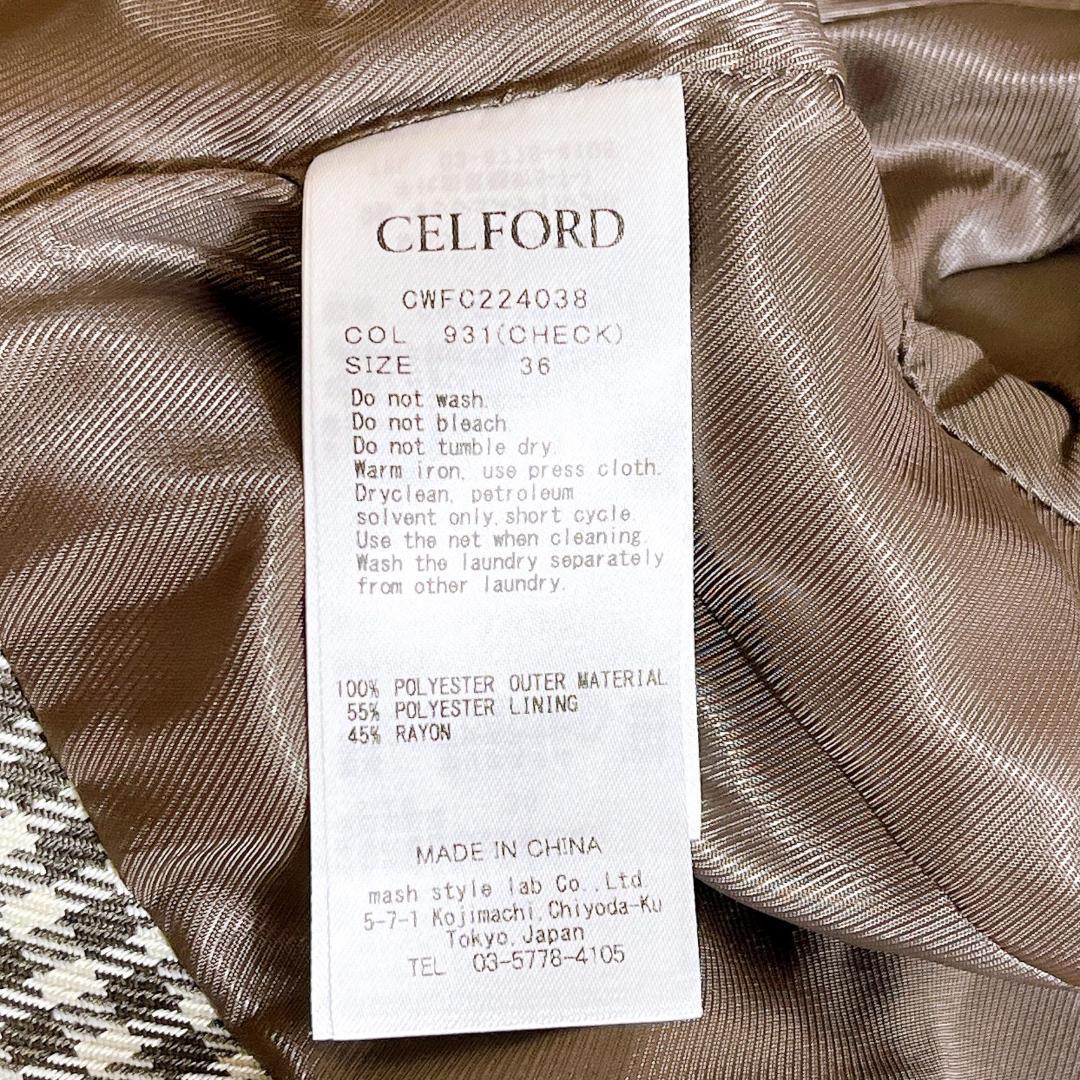 CELFORD
CWFC224038
COL 931(CHECK)
SIZE 36
Do not wash.
Do not bleach.
Do not tumble dry.
Warm iron, use press cloth.
Dryclean, petroleum
solvent only,short cycle.
Use the net when cleaning.
Wash the laundry separately
from other laundry.
100% POLYESTER OUTER MATERIAL
55% POLYESTER LINING
45% RAYON
MADE IN CHINA
mash style lab Co.,Ltd.
5-7-1 Kojimachi,Chiyoda-Ku
Tokyo,Japan
TEL 03-5778-4105